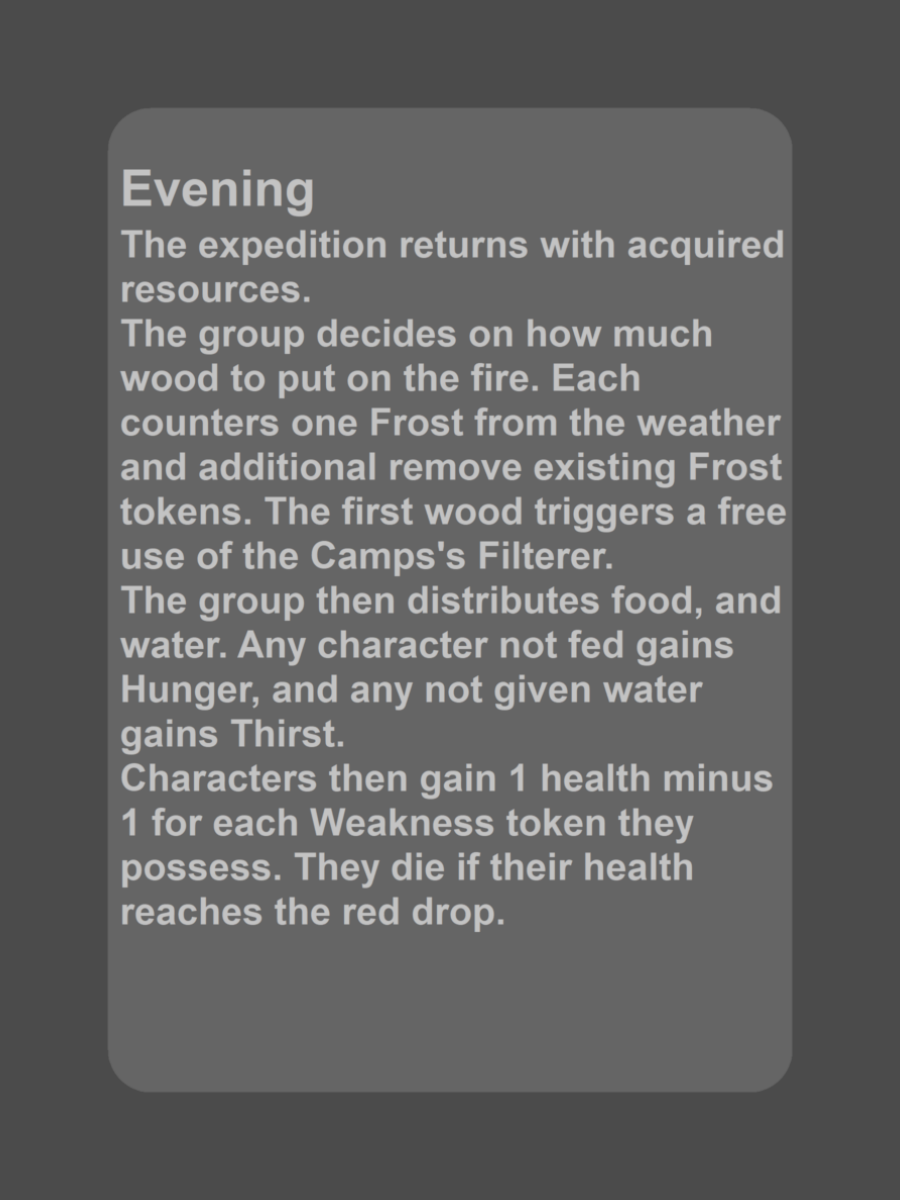 Evening
The expedition returns with acquired
resources.
The group decides on how much
wood to put on the fire. Each
counters one Frost from the weather
and additional remove existing Frost
tokens. The first wood triggers a free
use of the Camps's Filterer.
The group then distributes food, and
water. Any character not fed gains
Hunger, and any not given water
gains Thirst.
Characters then gain 1 health minus
1 for each Weakness token they
possess. They die if their health
reaches the red drop.